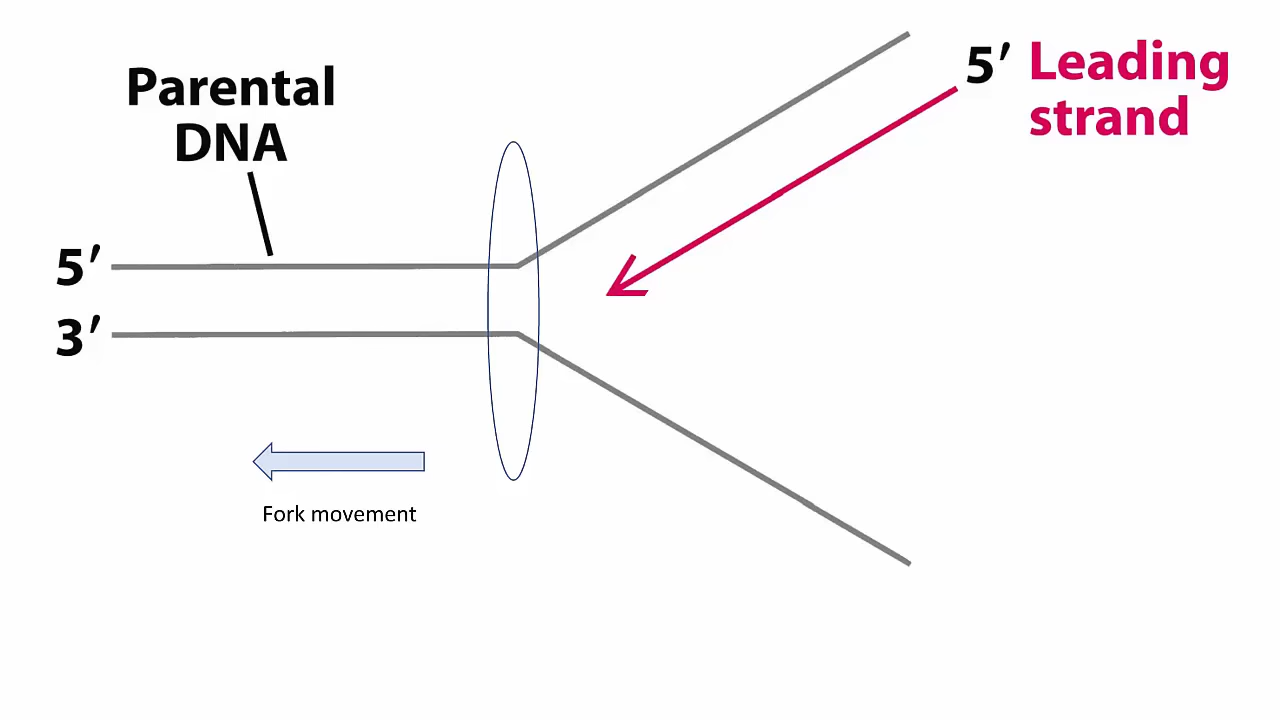 Parental
DNA
5′ Leading
strand
5′
3′
Fork movement